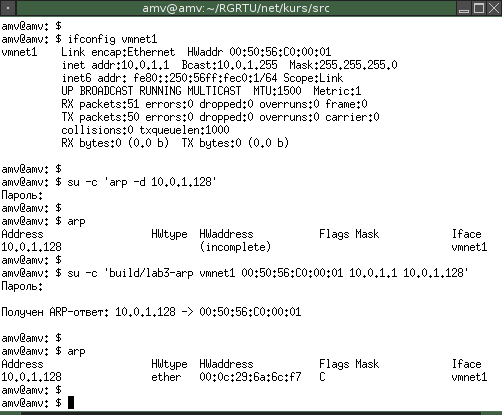 amv@amv:~/RGRTU/net/kurs/src
amv@amv: $
amv@amv: $ ifconfig vmnet1
vmnet1 Link encap:Ethernet HWaddr 00:50:56:C0:00:01
inet addr:10.0.1.1 Bcast:10.0.1.255 Mask:255.255.255.0
inet6 addr: fe80::250:56ff:fec0:1/64 Scope:Link
UP BROADCAST RUNNING MULTICAST MTU:1500 Metric:1
RX packets:51 errors:0 dropped:0 overruns:0 frame:0
TX packets:50 errors:0 dropped:0 overruns:0 carrier:0
collisions:0 txqueuelen:1000
RX bytes:0 (0.0 b) TX bytes:0 (0.0 b)
amv@amv: $
amv@amv: $ su -c 'arp -d 10.0.1.128'
Пароль:
amv@amv: $
amv@amv: $ arp
Address HWtype HWaddress Flags Mask Iface
10.0.1.128 (incomplete) vmnet1
amv@amv: $
amv@amv: $ su -c 'build/lab3-arp vmnet1 00:50:56:C0:00:01 10.0.1.1 10.0.1.128'
Пароль:
Получен ARP-ответ: 10.0.1.128 -> 00:50:56:C0:00:01
amv@amv: $
amv@amv: $ arp
Address HWtype HWaddress Flags Mask Iface
10.0.1.128 ether 00:0c:29:6a:6c:f7 C vmnet1
amv@amv: $
amv@amv: $